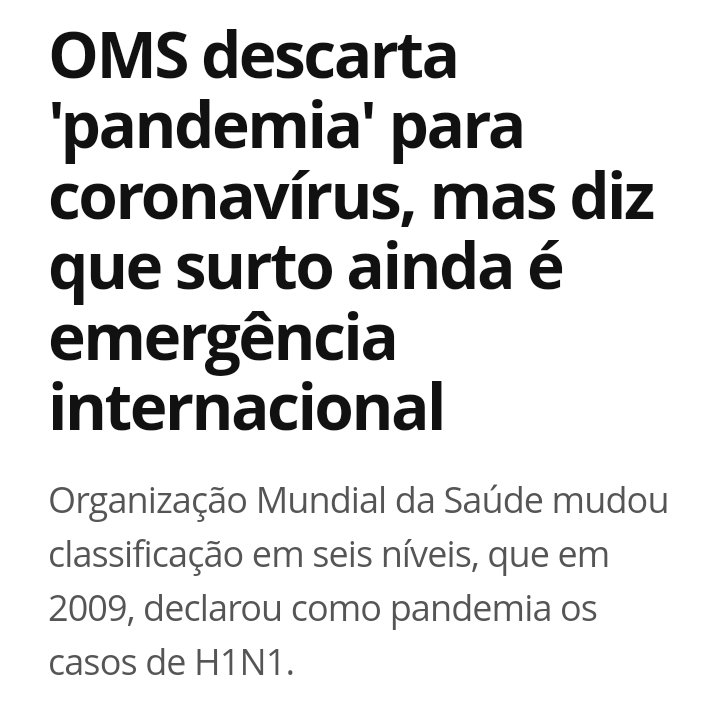 OMS descarta
'pandemia' para
coronavírus, mas diz
que surto ainda é
emergência
internacional
Organização Mundial da Saúde mudou
classificação em seis níveis, que em
2009, declarou como pandemia os
casos de H1N1.